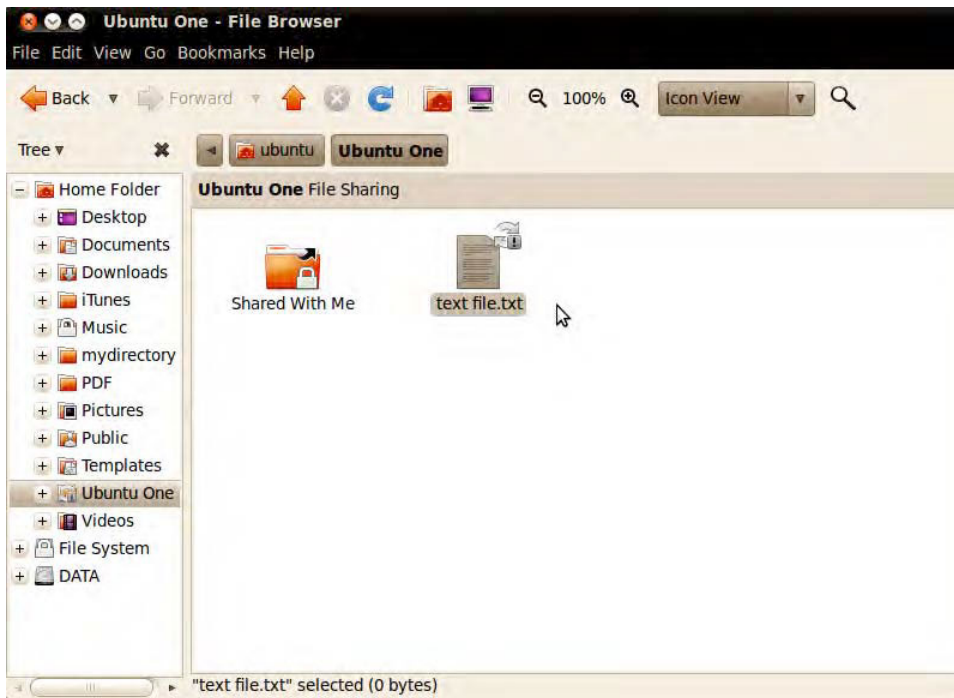 Ubuntu One - File Browser
File Edit View Go Bookmarks Help
Back Forward 100% Icon View
Tree
ubuntu Ubuntu One
Ubuntu One File Sharing
Home Folder
Desktop
Documents
Downloads
iTunes
Music
mydirectory
PDF
Pictures
Public
Templates
Ubuntu One
Videos
File System
DATA
Shared With Me
text file.txt
"text file.txt" selected (0 bytes)